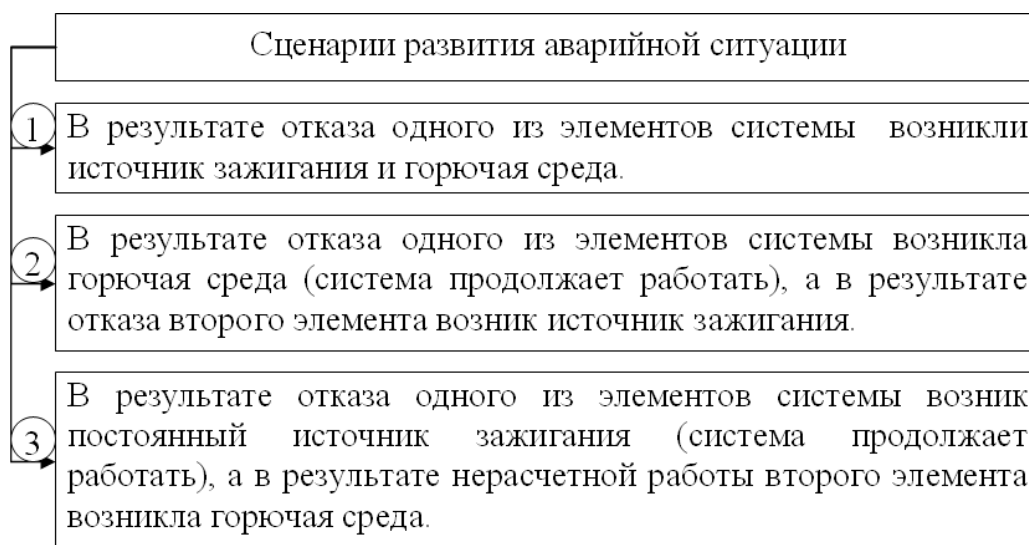 Сценарии развития аварийной ситуации
1
В результате отказа одного из элементов системы возникли
источник зажигания и горючая среда.
2
В результате отказа одного из элементов системы возникла
горючая среда (система продолжает работать), а в результате
отказа второго элемента возник источник зажигания.
3
В результате отказа одного из элементов системы возник
постоянный источник зажигания (система продолжает
работать), а в результате нерасчетной работы второго элемента
возникла горючая среда.